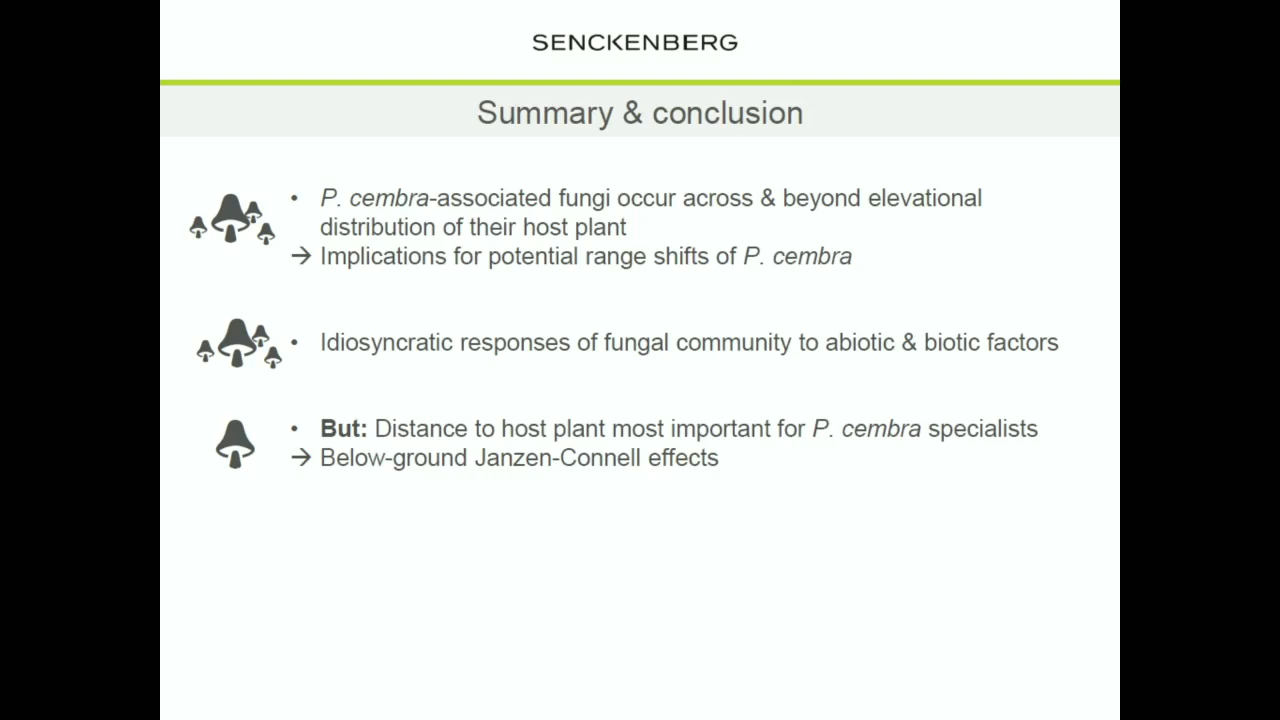 SENCKENBERG
Summary & conclusion
• P. cembra-associated fungi occur across & beyond elevational
distribution of their host plant
→ Implications for potential range shifts of P. cembra
• Idiosyncratic responses of fungal community to abiotic & biotic factors
• But: Distance to host plant most important for P. cembra specialists
→ Below-ground Janzen-Connell effects